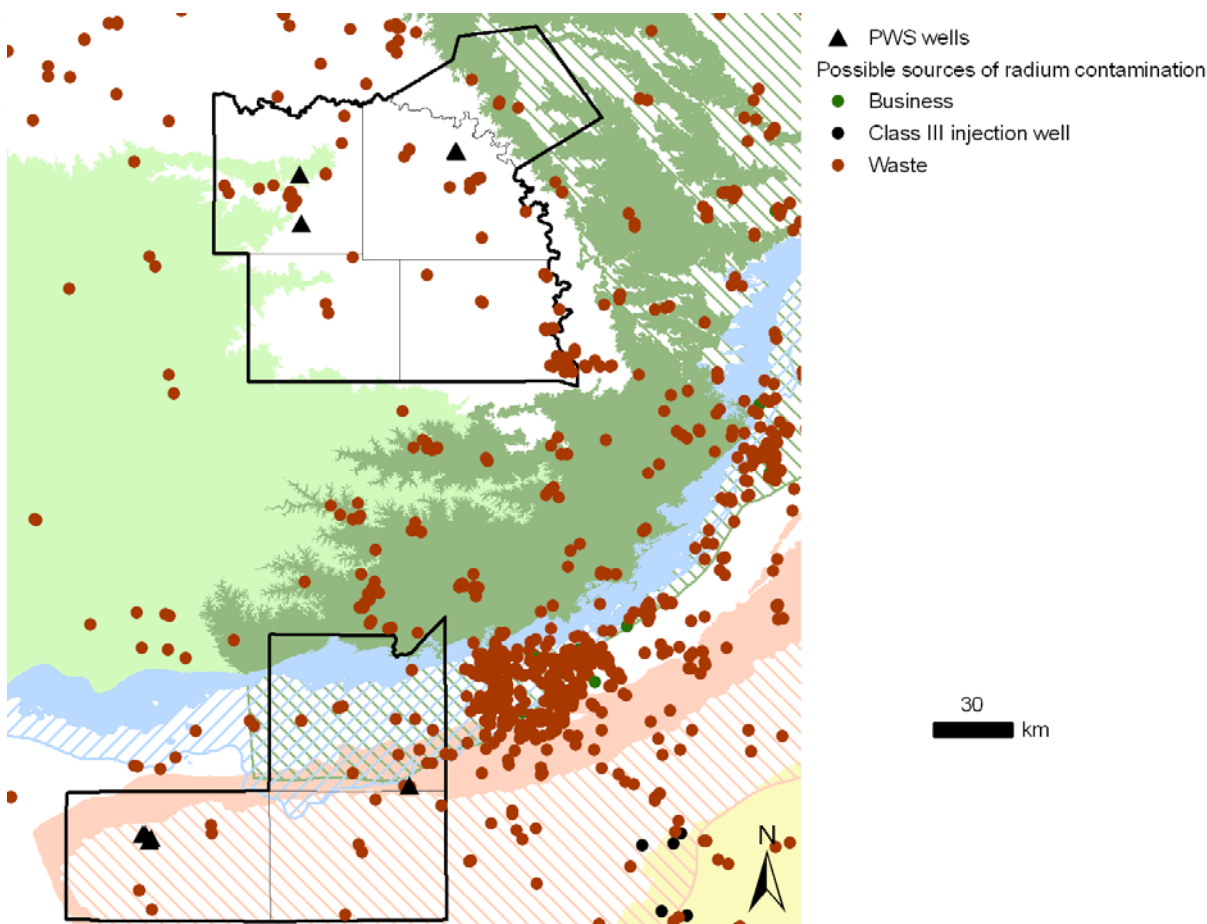 PWS wells
Possible sources of radium contamination
Business
Class III injection well
Waste
30
km
N